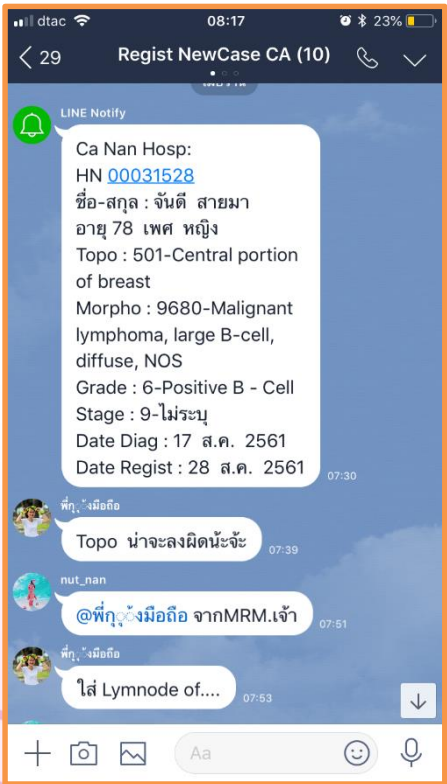 dtac 08:17 23%
29 Regist NewCase CA (10)
LINE Notify
Ca Nan Hosp:
HN 00031528
ชื่อ-สกุล : จันดี สายมา
อายุ 78 เพศ หญิง
Topo : 501-Central portion
of breast
Morpho : 9680-Malignant
lymphoma, large B-cell,
diffuse, NOS
Grade : 6-Positive B - Cell
Stage : 9-ไม่ระบุ
Date Diag : 17 ส.ค. 2561
Date Regist : 28 ส.ค. 2561
07:30
Topo น่าจะลงผิดน้ะจ้ะ
07:39
nut_nan
จากMRM.เจ้า
07:51
ใส่ Lymnode of....
07:53
Aa